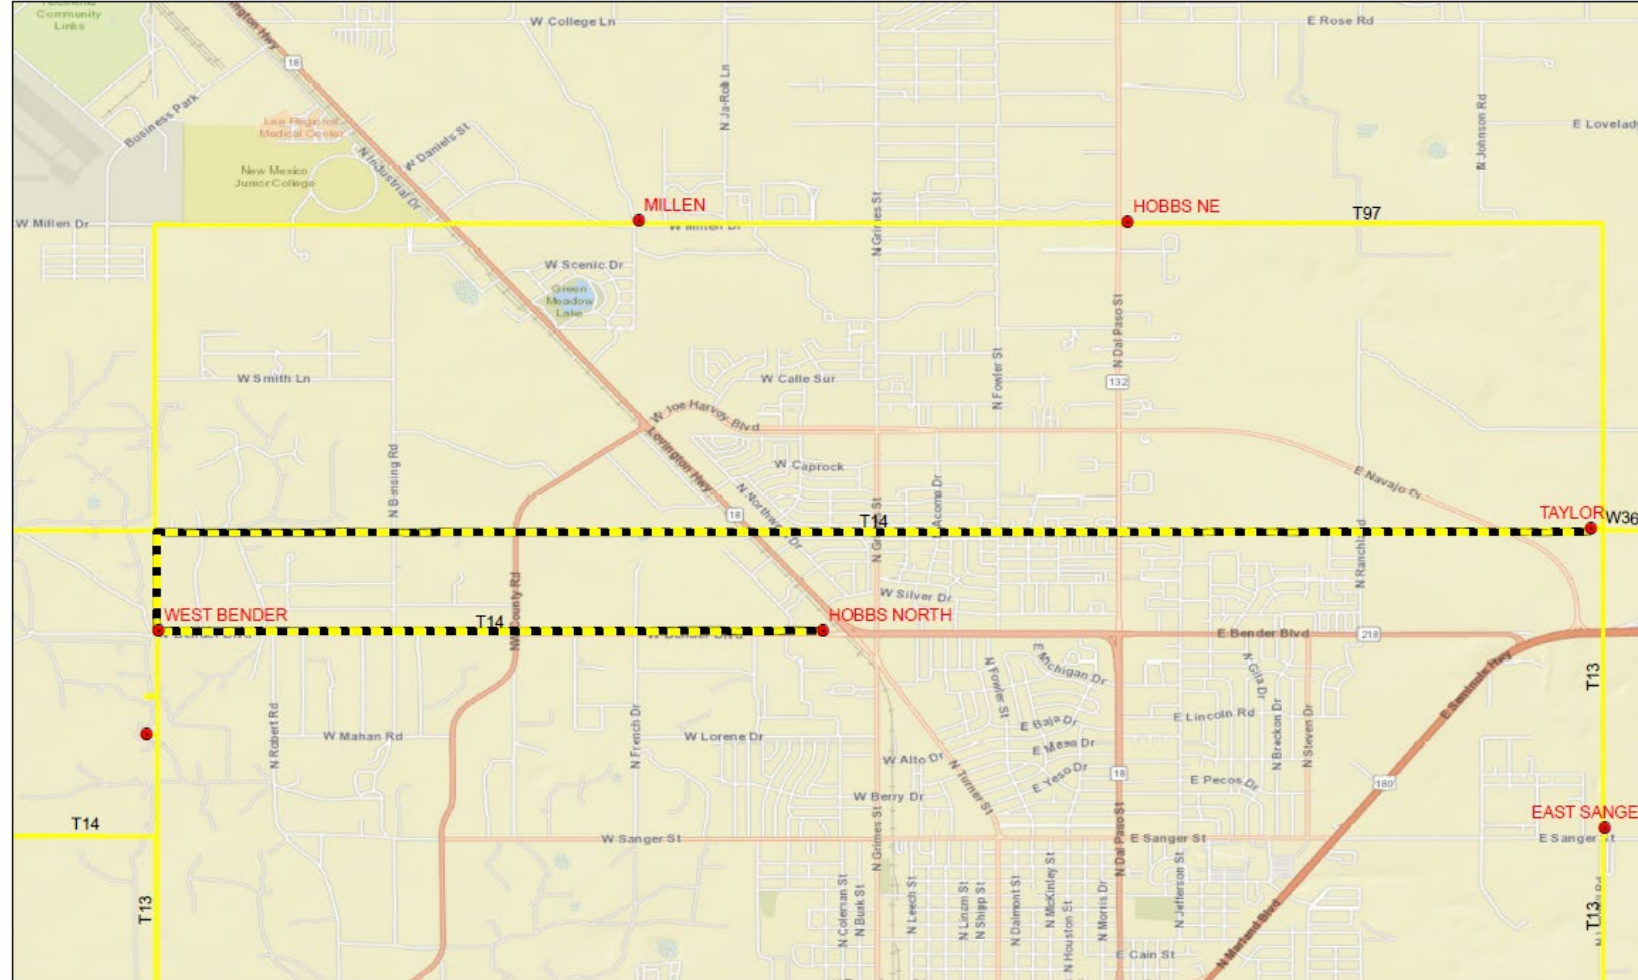 Community
Links
W College Ln
E Rose Rd
18
Business Park
Lea Regional
Medical Center
N Ja-Rob Ln
W Daniels St
N Johnson Rd
E Lovelady
New Mexico
Junior College
N Industrial Dr
MILLEN
HOBBS NE
T97
W Millen Dr
W Millen Dr
N Grimes St
W Scenic Dr
Green
Meadow
Lake
N Dal Paso St
W Smith Ln
W Calle Sur
N Fowler St
132
W Joe Harvey Blvd
Lovington Hwy
N Bensing Rd
W Caprock
E Navajo Dr
N Acoma Dr
18
N Northwest Dr
T14
TAYLOR
W36
N Ranchland
NW County Rd
W Silver Dr
WEST BENDER
T14
HOBBS NORTH
W Bender Blvd
E Bender Blvd
218
E Michigan Dr
N Fowler St
N Gila Dr
E Seminole Hwy
T13
N Robert Rd
W Mahan Rd
N French Dr
W Lorene Dr
E Baja Dr
E Lincoln Rd
N Breckon Dr
N Steven Dr
E Mesa Dr
W Alto Dr
N Turner St
E Yeso Dr
18
E Pecos Dr
180
W Berry Dr
T14
EAST SANGE
W Sanger St
N Grimes St
N Dal Paso St
E Sanger St
E Sanger St
T13
N Coleman St
N Busk St
N Leech St
N Linam St
N Shipp St
N Dalmont St
N McKinley St
N Houston St
N Morris Dr
N Jefferson St
N Marland Blvd
E Cain St
T13